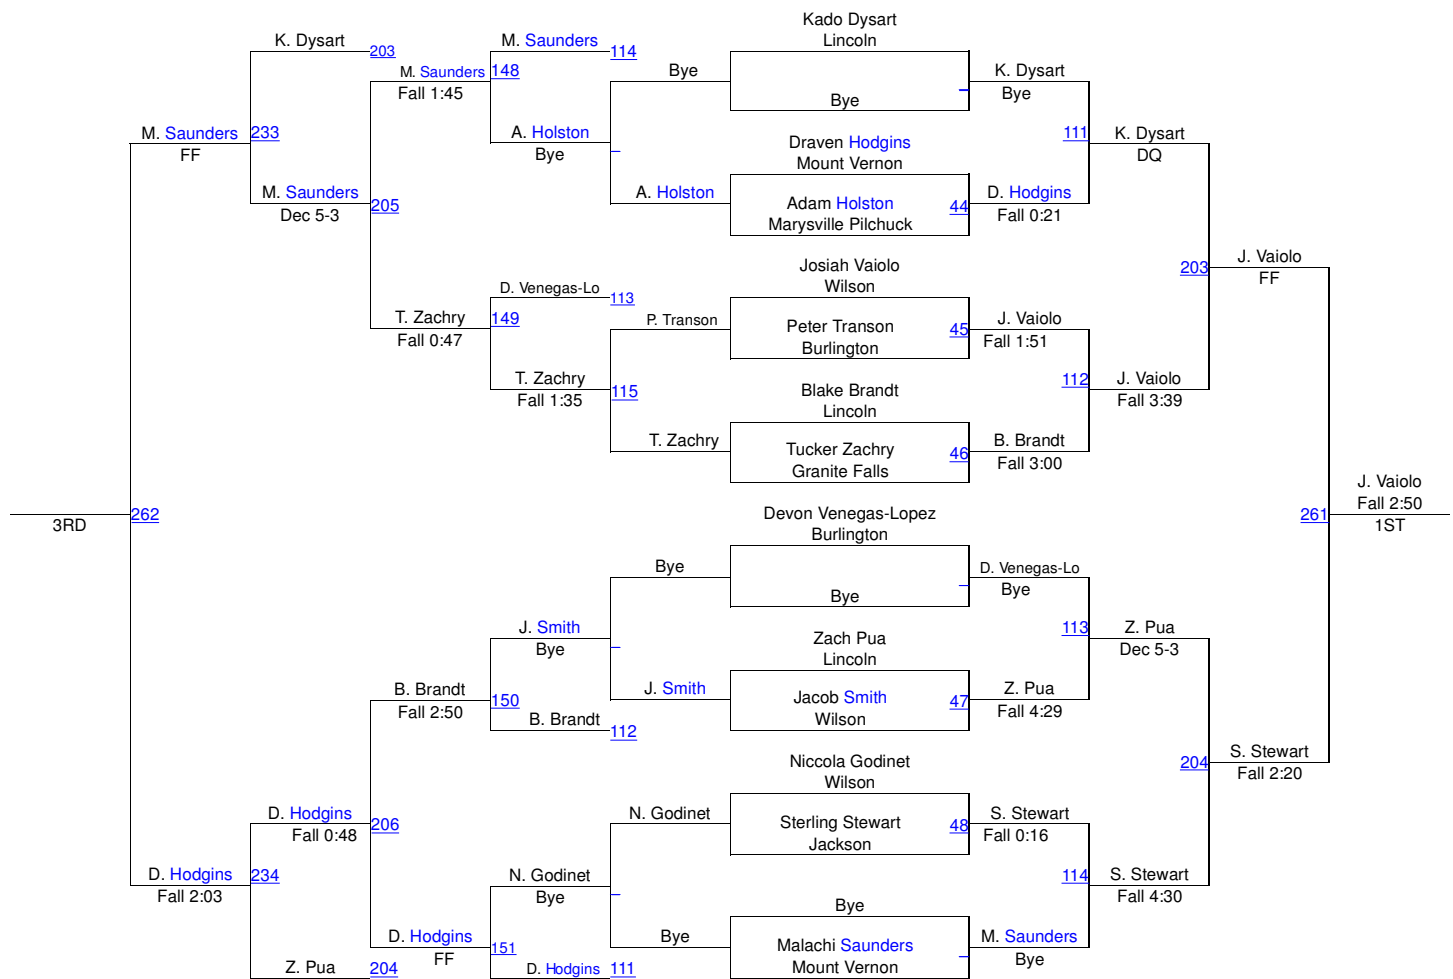 Kado Dysart
Lincoln
K. Dysart
203
M. Saunders
114
M. Saunders
148
Fall 1:45
Bye
Bye
K. Dysart
Bye
M. Saunders
233
FF
A. Holston
Bye
Draven Hodgins
Mount Vernon
111
K. Dysart
DQ
M. Saunders
205
Dec 5-3
A. Holston
Adam Holston
Marysville Pilchuck
44
D. Hodgins
Fall 0:21
Josiah Vaiolo
Wilson
203
J. Vaiolo
FF
D. Venegas-Lo
113
T. Zachry
149
Fall 0:47
P. Transon
Peter Transon
Burlington
45
J. Vaiolo
Fall 1:51
T. Zachry
115
Fall 1:35
Blake Brandt
Lincoln
112
J. Vaiolo
Fall 3:39
T. Zachry
Tucker Zachry
Granite Falls
46
B. Brandt
Fall 3:00
3RD
262
Devon Venegas-Lopez
Burlington
261
J. Vaiolo
Fall 2:50
1ST
Bye
Bye
D. Venegas-Lo
Bye
J. Smith
Bye
Zach Pua
Lincoln
113
Z. Pua
Dec 5-3
B. Brandt
150
Fall 2:50
J. Smith
Jacob Smith
Wilson
47
Z. Pua
Fall 4:29
B. Brandt
112
Niccola Godinet
Wilson
204
S. Stewart
Fall 2:20
D. Hodgins
206
Fall 0:48
N. Godinet
Sterling Stewart
Jackson
48
S. Stewart
Fall 0:16
D. Hodgins
234
Fall 2:03
N. Godinet
Bye
Bye
114
S. Stewart
Fall 4:30
D. Hodgins
151
FF
Bye
Malachi Saunders
Mount Vernon
M. Saunders
Bye
Z. Pua
204
D. Hodgins
111